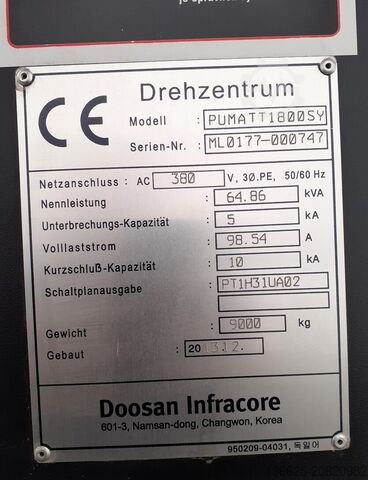 CE Drehzentrum
Modell : PUMATT1800SY
Serien-Nr. : ML0177-000747
Netzanschluss : AC 380 V, 3Ø.PE, 50/60 Hz
Nennleistung : 64.86 kVA
Unterbrechungs-Kapazität : 5 kA
Volllaststrom : 98.54 A
Kurzschluß-Kapazität : 10 kA
Schaltplanausgabe : PT1H31UA02
Gewicht : 9000 kg
Gebaut : 2013.12.
Doosan Infracore
601-3, Namsan-dong, Changwon, Korea
950209-04031, 독일어